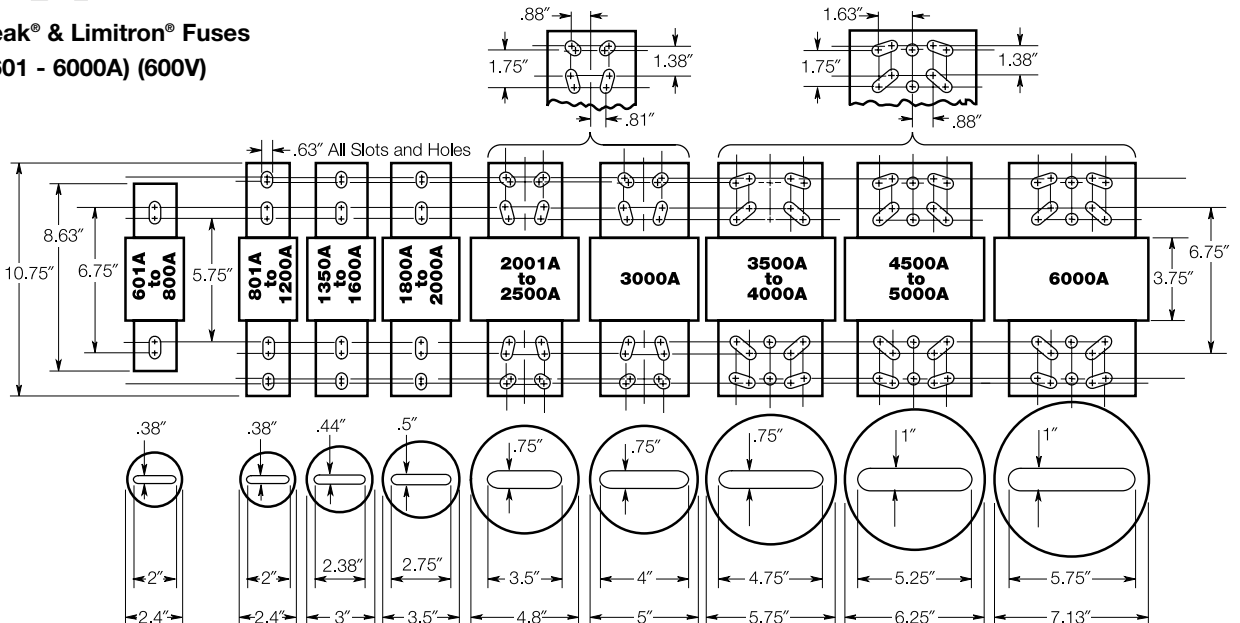 eak® & Limitron® Fuses
601 - 6000A) (600V)
.88″
1.75″
1.38″
.81″
1.63″
1.75″
1.38″
.88″
.63″ All Slots and Holes
10.75″
8.63″
6.75″
5.75″
6.75″
3.75″
601A
to
800A
801A
to
1200A
1350A
to
1600A
1800A
to
2000A
2001A
to
2500A
3000A
3500A
to
4000A
4500A
to
5000A
6000A
.38″
.38″
.44″
.5″
.75″
.75″
.75″
1″
1″
2″
2″
2.38″
2.75″
3.5″
4″
4.75″
5.25″
5.75″
2.4″
2.4″
3″
3.5″
4.8″
5″
5.75″
6.25″
7.13″